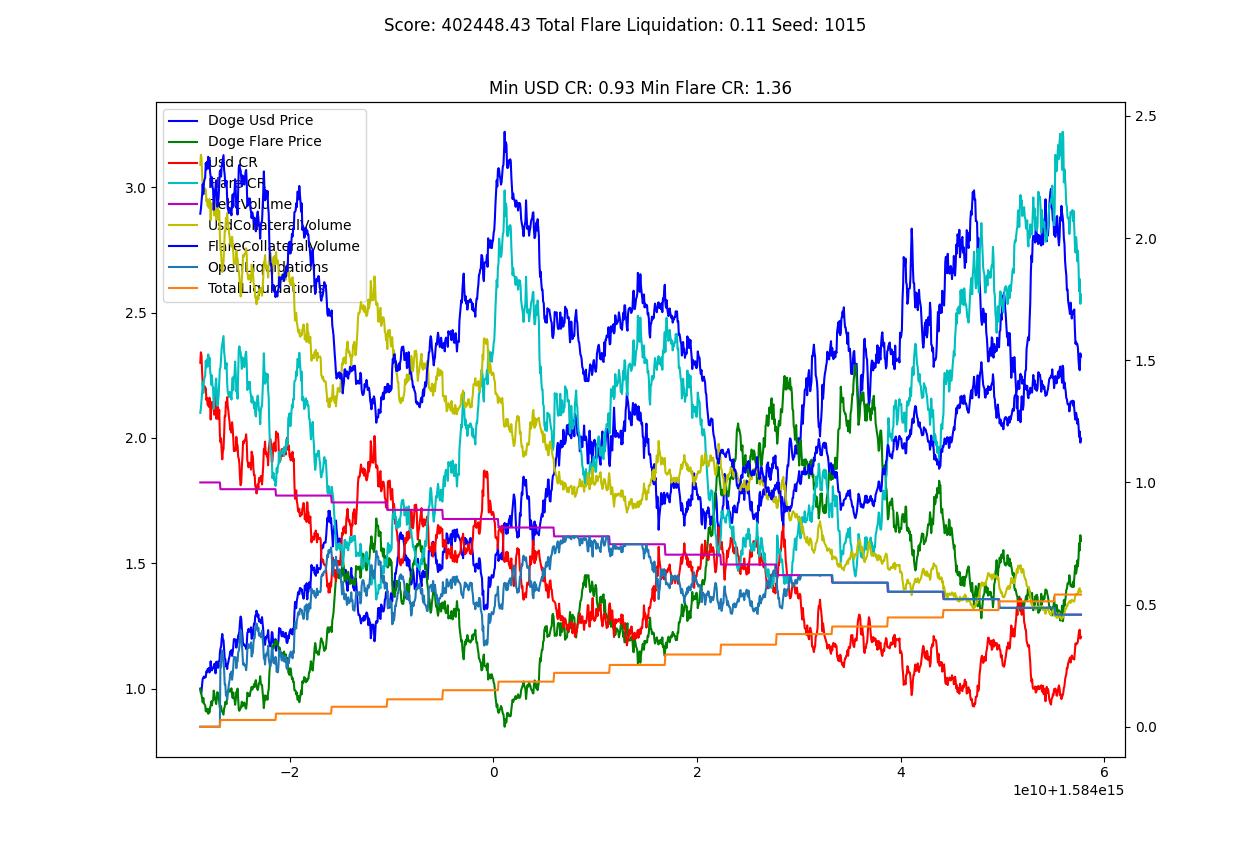 Score: 402448.43 Total Flare Liquidation: 0.11 Seed: 1015
Min USD CR: 0.93 Min Flare CR: 1.36
Doge Usd Price
Doge Flare Price
Usd CR
Flare CR
DebtVolume
UsdCollateralVolume
FlareCollateralVolume
OpenLiquidations
TotalLiquidations
3.0
2.5
2.0
1.5
1.0
2.5
2.0
1.5
1.0
0.5
0.0
−2
0
2
4
6
1e10+1.584e15